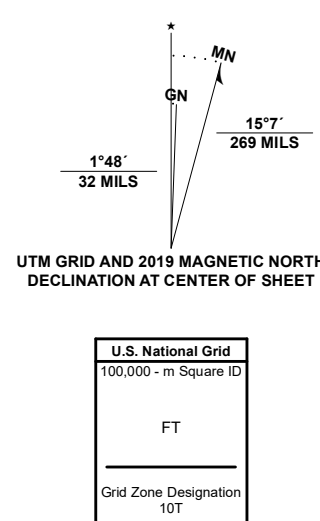 ★
MN
GN
15°7´
269 MILS
1°48´
32 MILS
UTM GRID AND 2019 MAGNETIC NORTH
DECLINATION AT CENTER OF SHEET
U.S. National Grid
100,000 - m Square ID
FT
Grid Zone Designation
10T